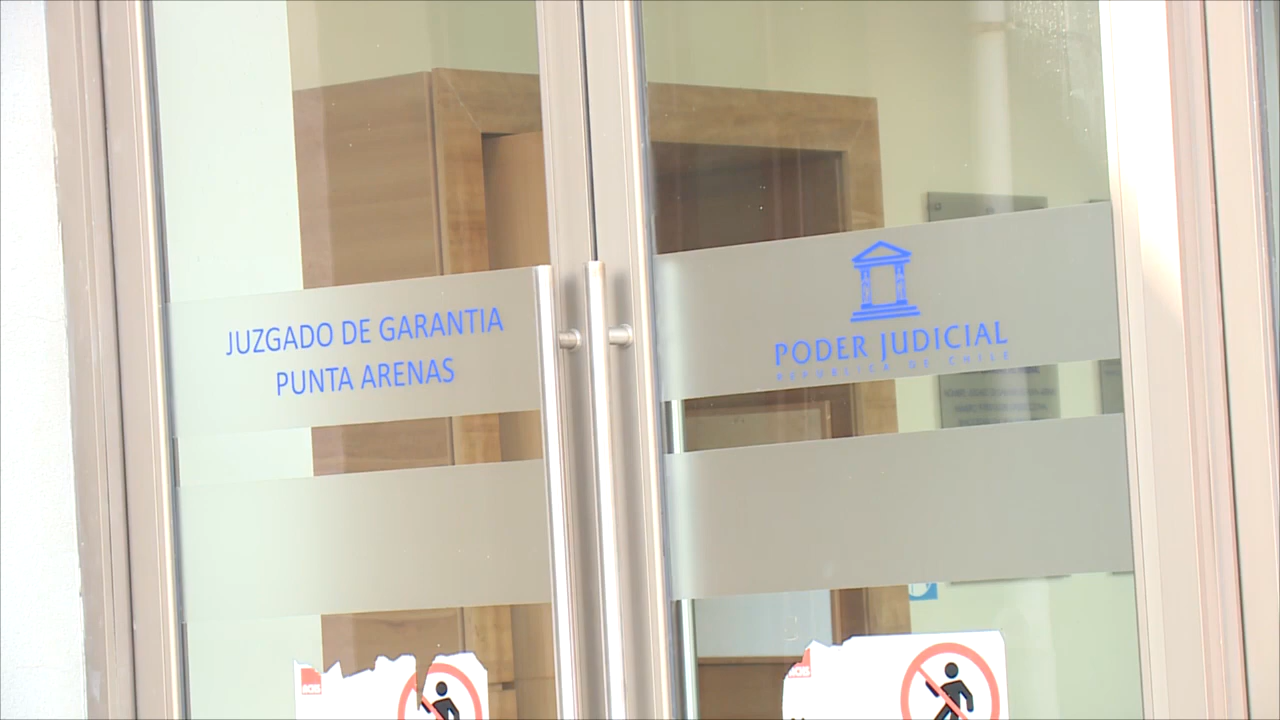 JUZGADO DE GARANTIA
PUNTA ARENAS
PODER JUDICIAL
REPUBLICA DE CHILE